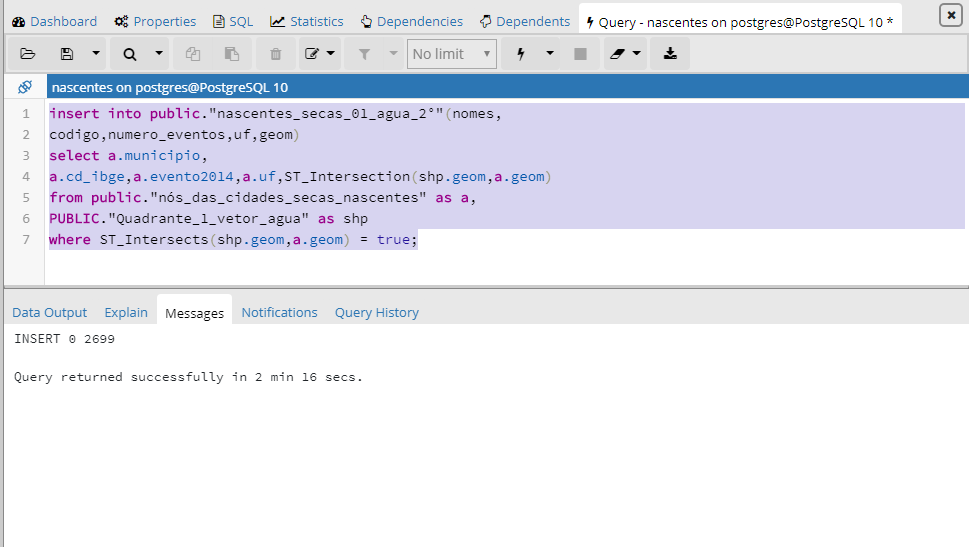 Dashboard Properties SQL Statistics Dependencies Dependents Query - nascentes on postgres@PostgreSQL 10 *
No limit
nascentes on postgres@PostgreSQL 10
1 insert into public."nascentes_secas_01_agua_2°"(nomes,
2 codigo,numero_eventos,uf,geom)
3 select a.municipio,
4 a.cd_ibge,a.evento2014,a.uf,ST_Intersection(shp.geom,a.geom)
5 from public."nós_das_cidades_secas_nascentes" as a,
6 PUBLIC."Quadrante_1_vetor_agua" as shp
7 where ST_Intersects(shp.geom,a.geom) = true;
Data Output Explain Messages Notifications Query History
INSERT 0 2699
Query returned successfully in 2 min 16 secs.